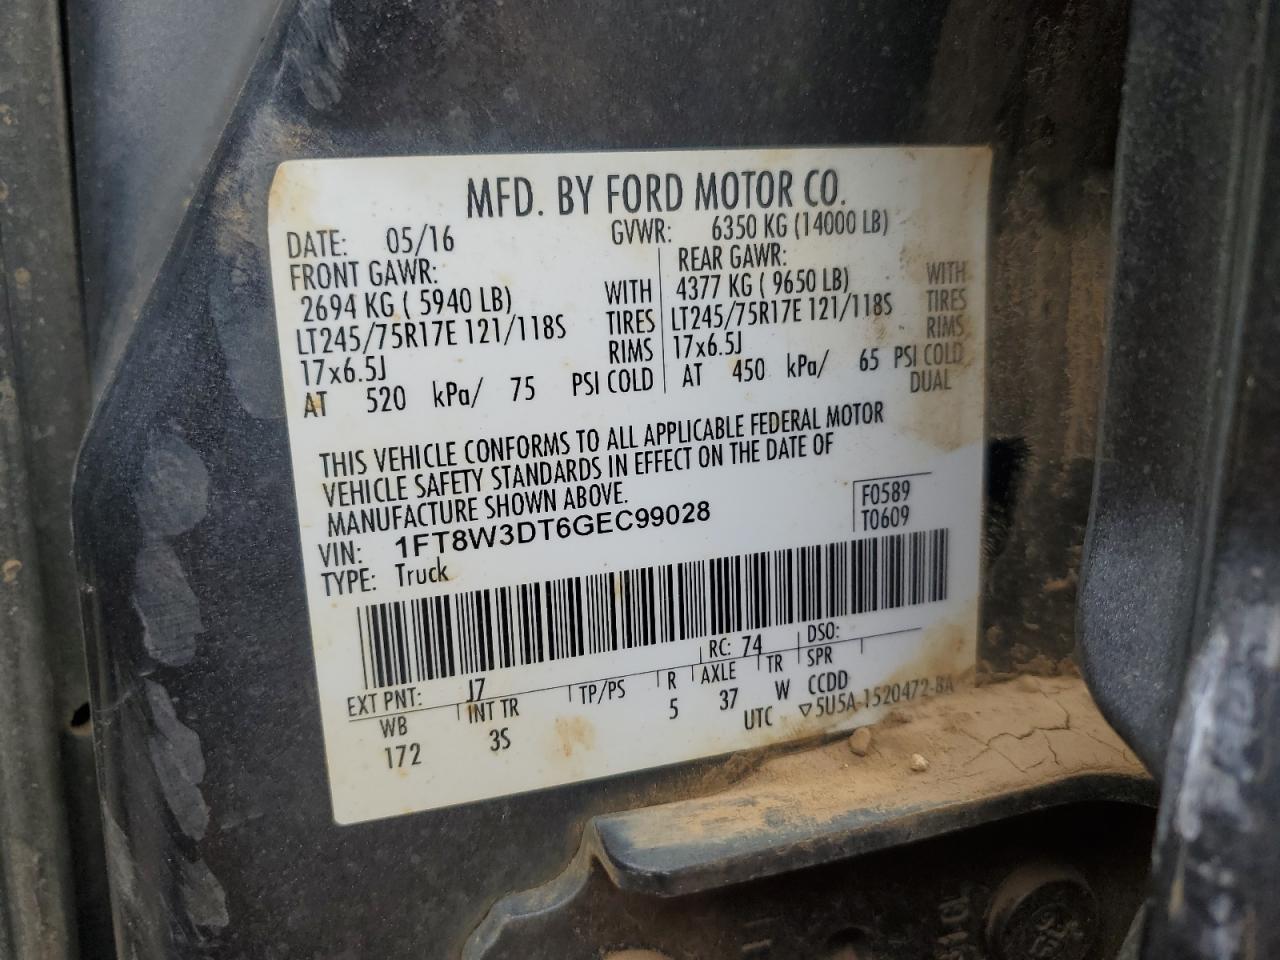 MFD. BY FORD MOTOR CO.
DATE: 05/16 GVWR: 6350 KG (14000 LB)
FRONT GAWR: REAR GAWR:
2694 KG ( 5940 LB) WITH 4377 KG ( 9650 LB) WITH
LT245/75R17E 121/118S TIRES LT245/75R17E 121/118S TIRES
17x6.5J RIMS 17x6.5J RIMS
AT 520 kPa/ 75 PSI COLD AT 450 kPa/ 65 PSI COLD
DUAL
THIS VEHICLE CONFORMS TO ALL APPLICABLE FEDERAL MOTOR
VEHICLE SAFETY STANDARDS IN EFFECT ON THE DATE OF
MANUFACTURE SHOWN ABOVE.
F0589
VIN: 1FT8W3DT6GEC99028 T0609
TYPE: Truck
RC: 74 DSO:
EXT PNT: J7
WB INT TR TP/PS R AXLE TR SPR
172 3S 5 37 W CCDD
UTC ▽5U5A-1520472-BA